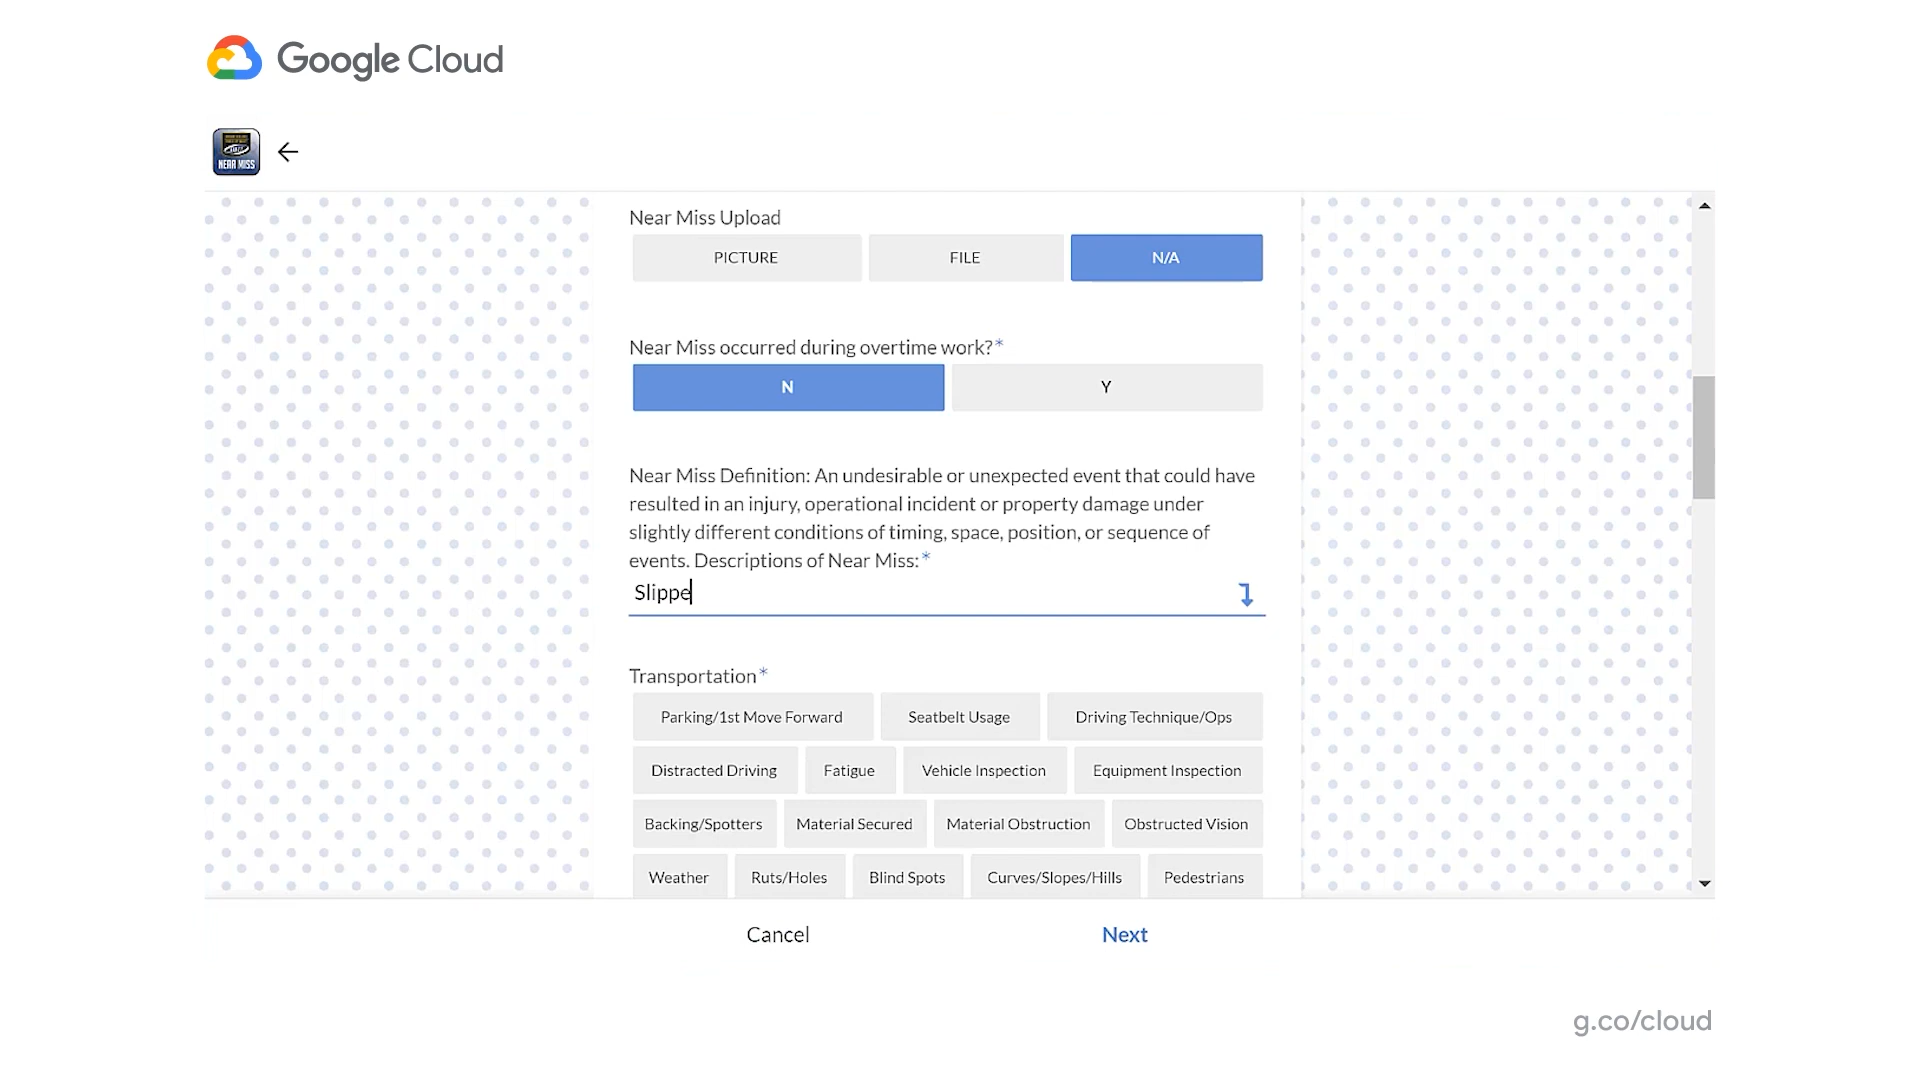 Google Cloud
NEAR MISS
Near Miss Upload
PICTURE FILE N/A
Near Miss occurred during overtime work?*
N Y
Near Miss Definition: An undesirable or unexpected event that could have
resulted in an injury, operational incident or property damage under
slightly different conditions of timing, space, position, or sequence of
events. Descriptions of Near Miss:*
Slippe
Transportation*
Parking/1st Move Forward Seatbelt Usage Driving Technique/Ops
Distracted Driving Fatigue Vehicle Inspection Equipment Inspection
Backing/Spotters Material Secured Material Obstruction Obstructed Vision
Weather Ruts/Holes Blind Spots Curves/Slopes/Hills Pedestrians
Cancel Next
g.co/cloud